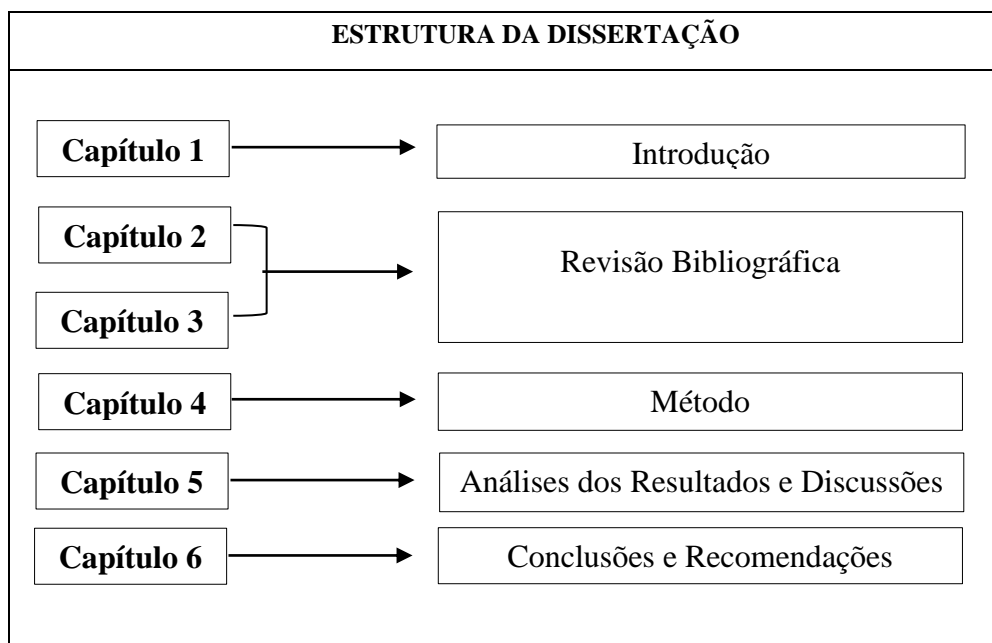 ESTRUTURA DA DISSERTAÇÃO
Capítulo 1
Introdução
Capítulo 2
Capítulo 3
Revisão Bibliográfica
Capítulo 4
Método
Capítulo 5
Análises dos Resultados e Discussões
Capítulo 6
Conclusões e Recomendações